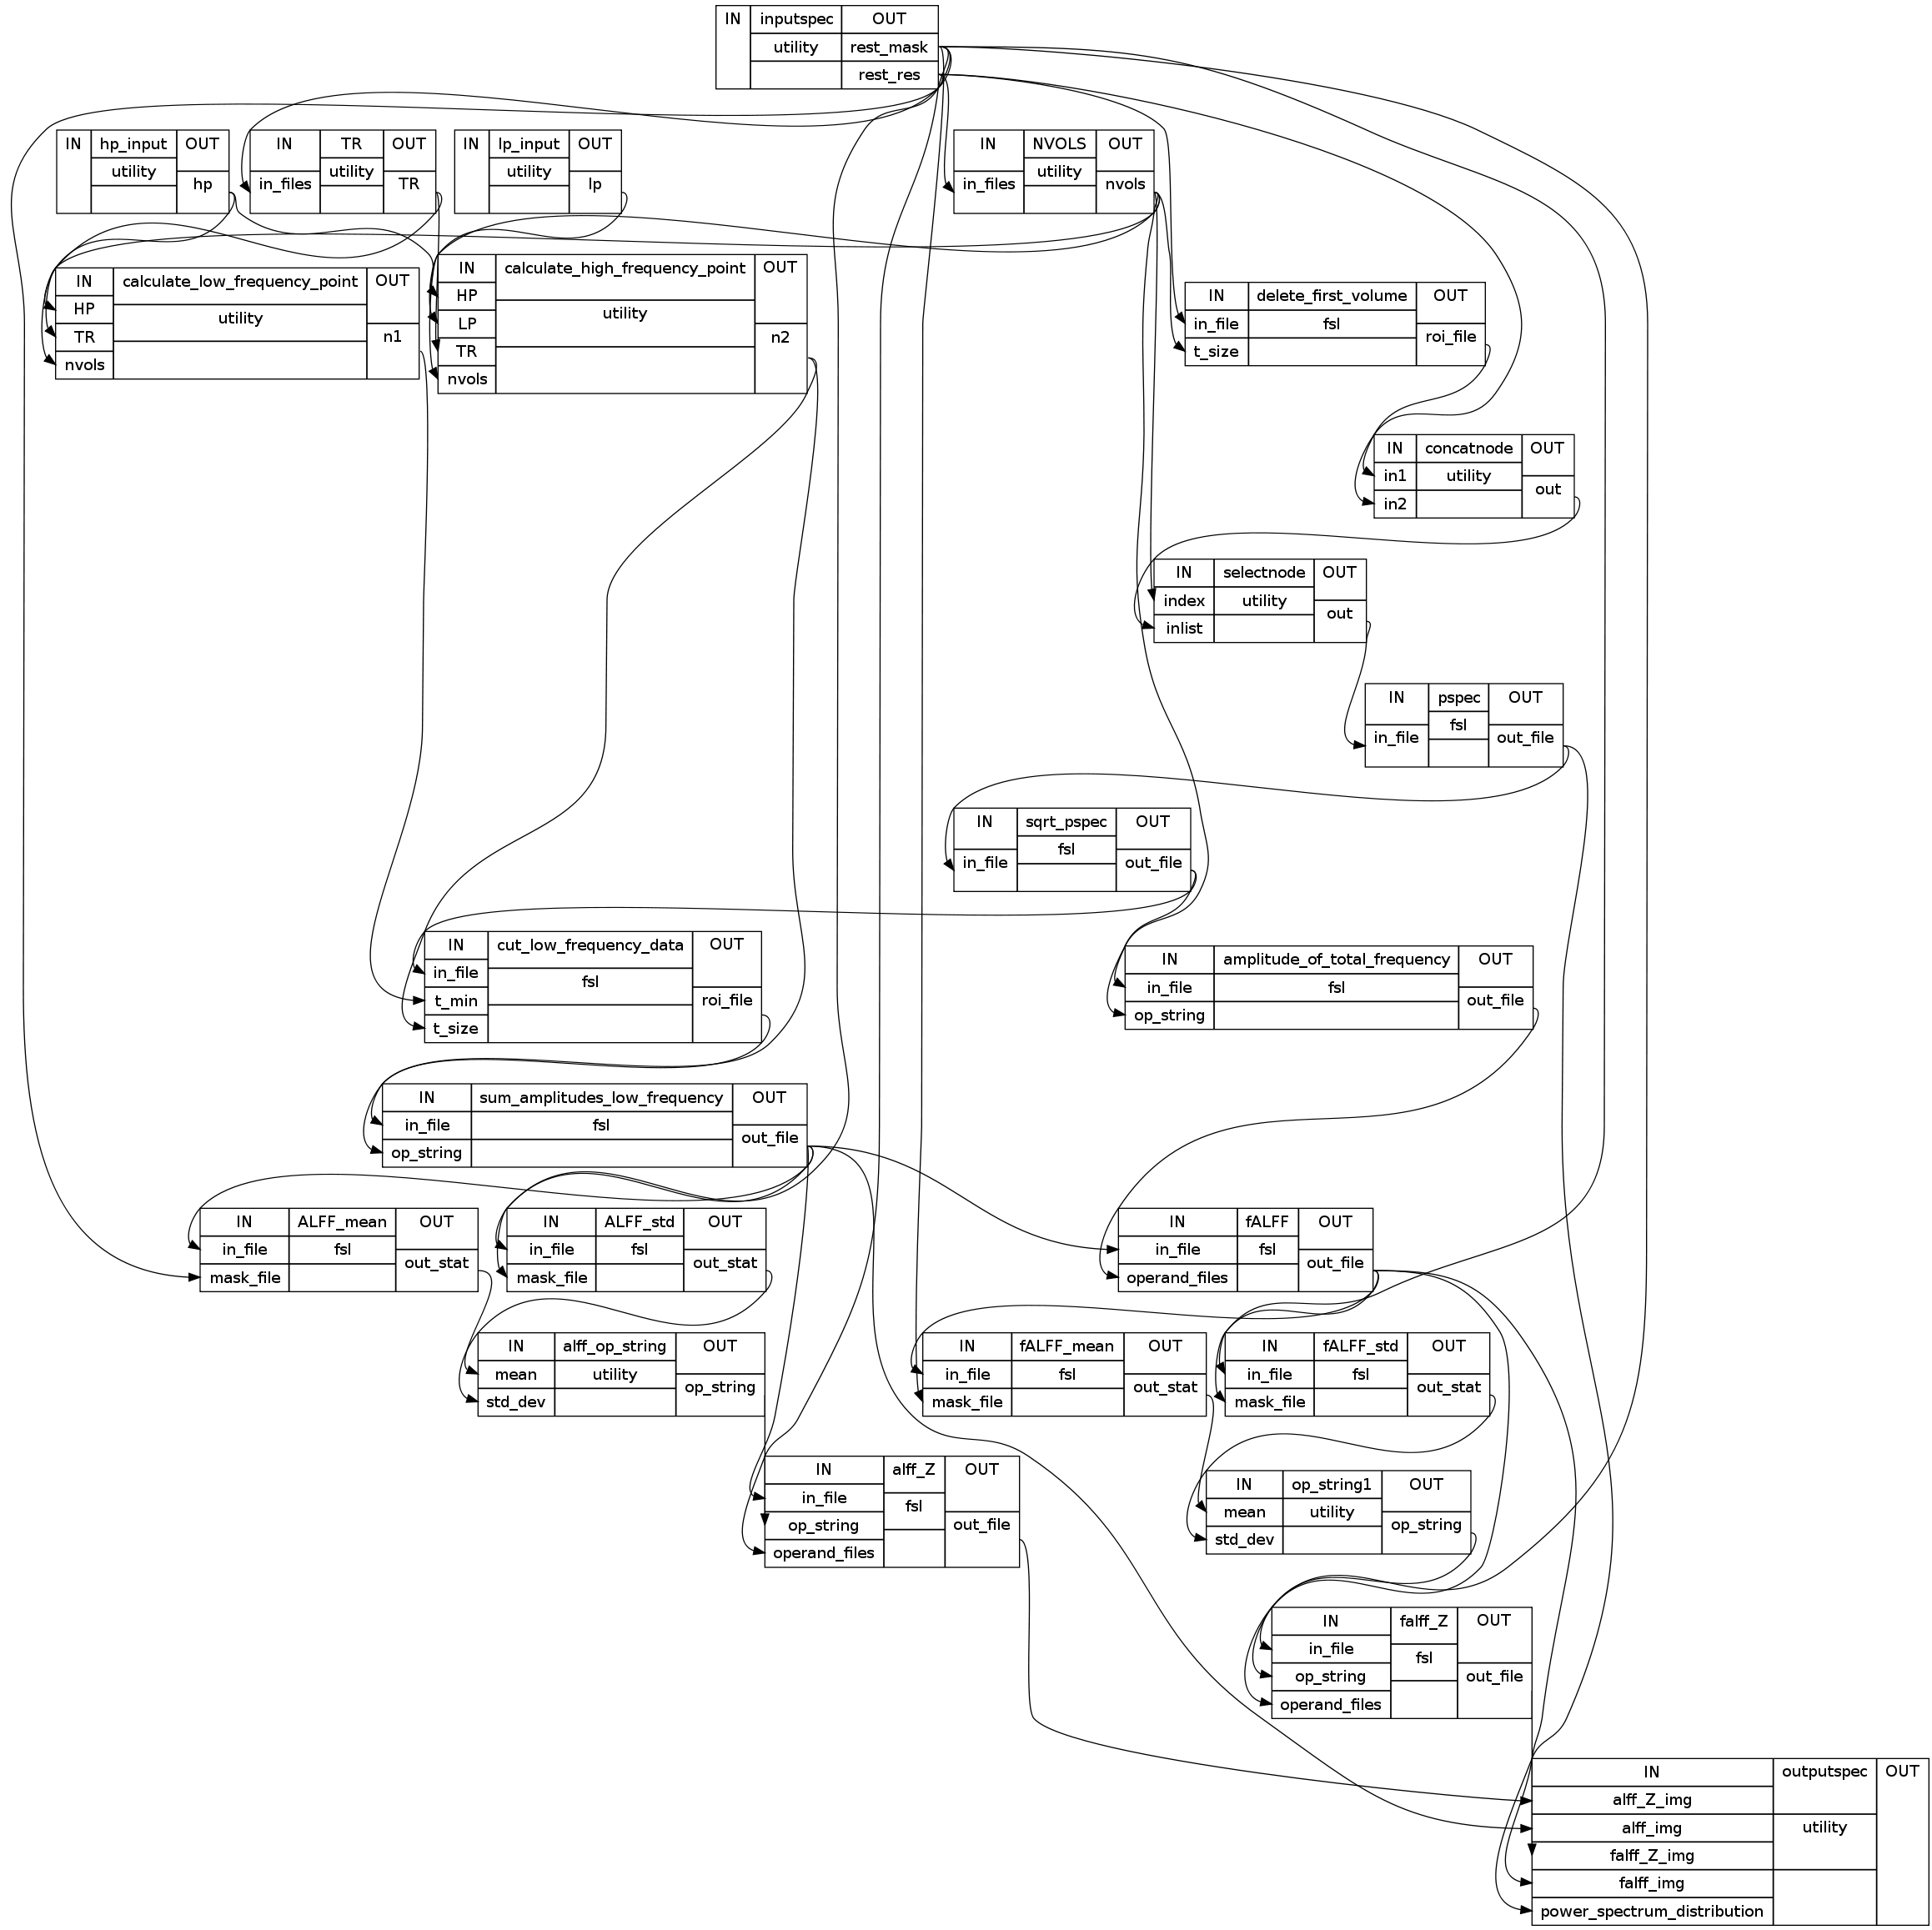 IN inputspec OUT
utility rest_mask
rest_res
IN hp_input OUT
utility
hp
IN TR OUT
in_files utility TR
IN lp_input OUT
utility
lp
IN NVOLS OUT
in_files utility nvols
IN calculate_low_frequency_point OUT
HP
utility
TR n1
nvols
IN calculate_high_frequency_point OUT
HP
utility
LP
TR n2
nvols
IN delete_first_volume OUT
in_file fsl
roi_file
t_size
IN concatnode OUT
in1 utility
out
in2
IN selectnode OUT
index utility
out
inlist
IN pspec OUT
fsl
in_file out_file
IN sqrt_pspec OUT
fsl
in_file out_file
IN cut_low_frequency_data OUT
in_file
fsl
t_min roi_file
t_size
IN amplitude_of_total_frequency OUT
in_file fsl
out_file
op_string
IN sum_amplitudes_low_frequency OUT
in_file fsl
out_file
op_string
IN ALFF_mean OUT
in_file fsl
out_stat
mask_file
IN ALFF_std OUT
in_file fsl
out_stat
mask_file
IN fALFF OUT
in_file fsl
out_file
operand_files
IN alff_op_string OUT
mean utility
op_string
std_dev
IN fALFF_mean OUT
in_file fsl
out_stat
mask_file
IN fALFF_std OUT
in_file fsl
out_stat
mask_file
IN alff_Z OUT
in_file
fsl
op_string out_file
operand_files
IN op_string1 OUT
mean utility
op_string
std_dev
IN falff_Z OUT
in_file
fsl
op_string out_file
operand_files
IN outputspec OUT
alff_Z_img
alff_img utility
falff_Z_img
falff_img
power_spectrum_distribution